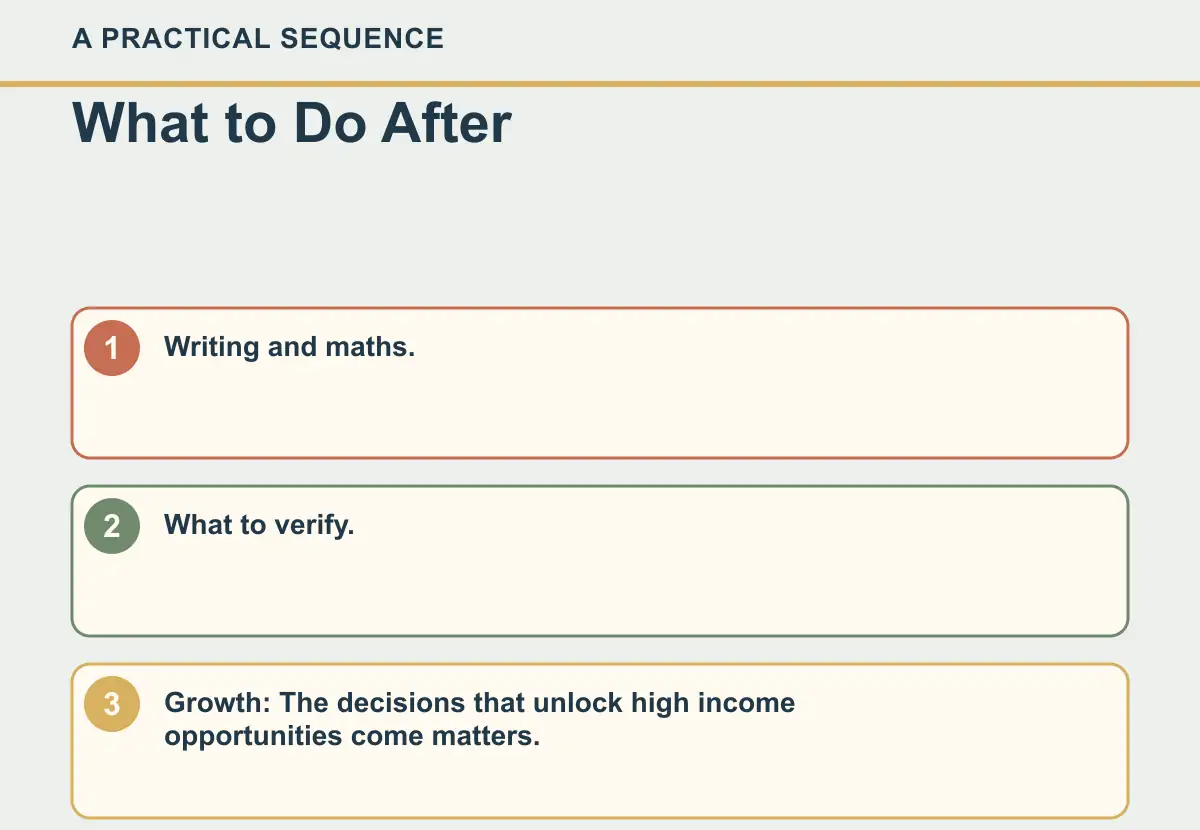 A PRACTICAL SEQUENCE
What to Do After
1
Writing and maths.
2
What to verify.
3
Growth: The decisions that unlock high income
opportunities come matters.